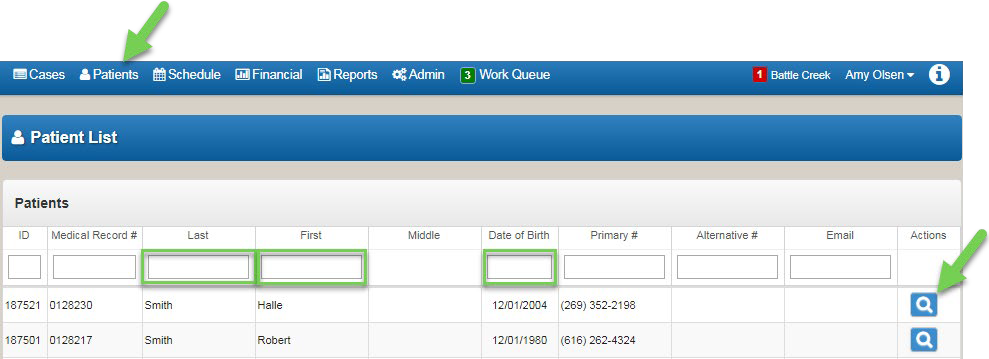 Cases Patients Schedule Financial Reports Admin 3 Work Queue 1 Battle Creek Amy Olsen i
Patient List
Patients
ID Medical Record # Last First Middle Date of Birth Primary # Alternative # Email Actions
187521 0128230 Smith Halle 12/01/2004 (269) 352-2198
187501 0128217 Smith Robert 12/01/1980 (616) 262-4324